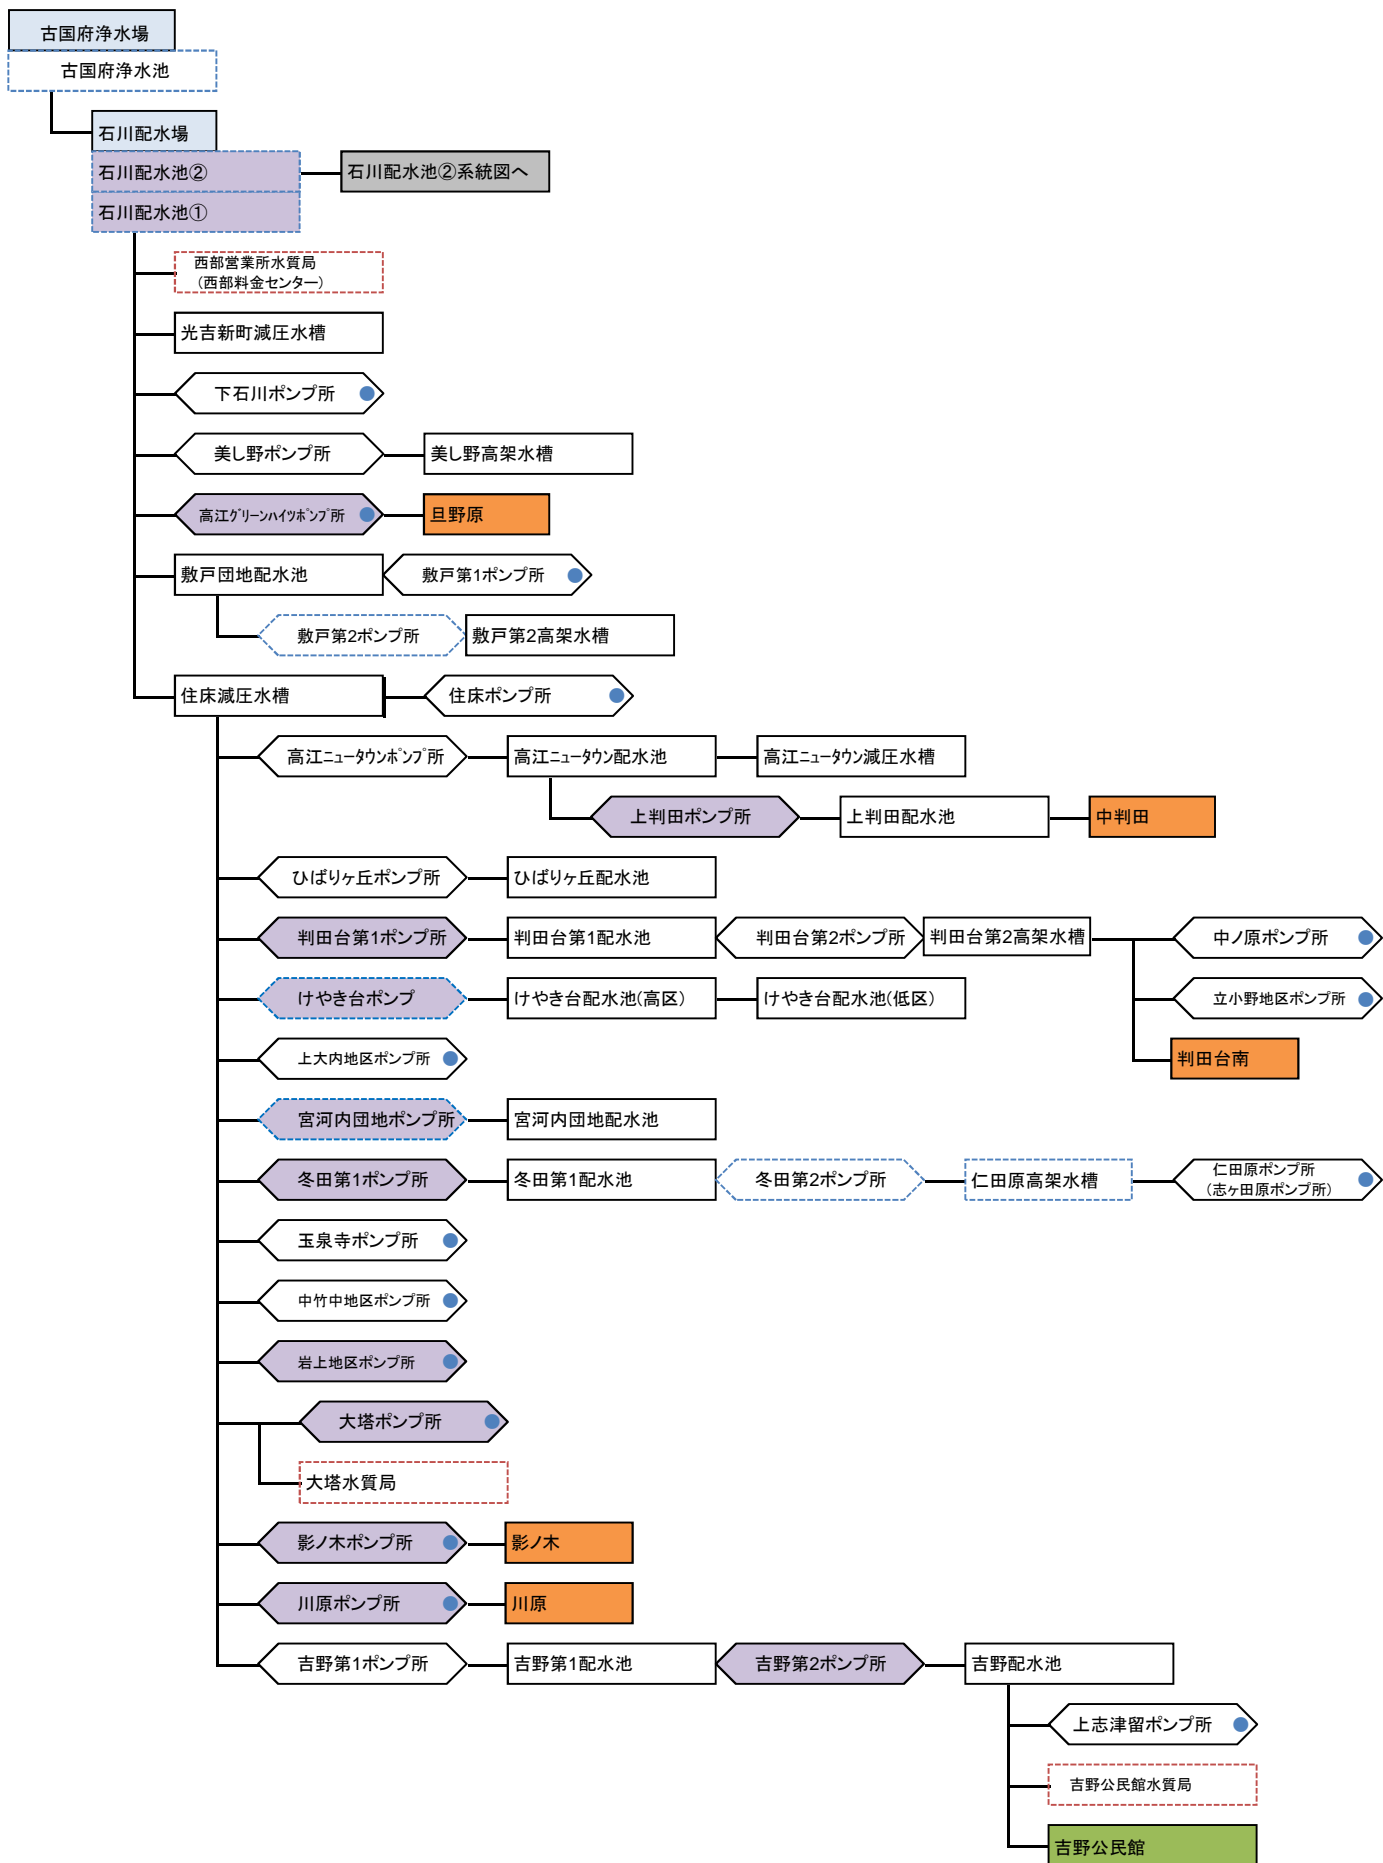 古国府浄水場
古国府浄水池
石川配水場
石川配水池②
石川配水池②系統図へ
石川配水池①
西部営業所水質局
(西部料金センター)
光吉新町減圧水槽
下石川ポンプ所
美し野ポンプ所
美し野高架水槽
高江ｸﾞﾘｰﾝﾊｲﾂﾎﾟﾝﾌﾟ所
旦野原
敷戸団地配水池
敷戸第1ポンプ所
敷戸第2ポンプ所
敷戸第2高架水槽
住床減圧水槽
住床ポンプ所
高江ﾆｭｰﾀｳﾝﾎﾟﾝﾌﾟ所
高江ﾆｭｰﾀｳﾝ配水池
高江ﾆｭｰﾀｳﾝ減圧水槽
上判田ポンプ所
上判田配水池
中判田
ひばりヶ丘ポンプ所
ひばりヶ丘配水池
判田台第1ポンプ所
判田台第1配水池
判田台第2ポンプ所
判田台第2高架水槽
中ノ原ポンプ所
けやき台ポンプ
けやき台配水池(高区)
けやき台配水池(低区)
立小野地区ポンプ所
上大内地区ポンプ所
判田台南
宮河内団地ポンプ所
宮河内団地配水池
冬田第1ポンプ所
冬田第1配水池
冬田第2ポンプ所
仁田原高架水槽
仁田原ポンプ所
(志ヶ田原ポンプ所)
玉泉寺ポンプ所
中竹中地区ポンプ所
岩上地区ポンプ所
大塔ポンプ所
大塔水質局
影ノ木ポンプ所
影ノ木
川原ポンプ所
川原
吉野第1ポンプ所
吉野第1配水池
吉野第2ポンプ所
吉野配水池
上志津留ポンプ所
吉野公民館水質局
吉野公民館